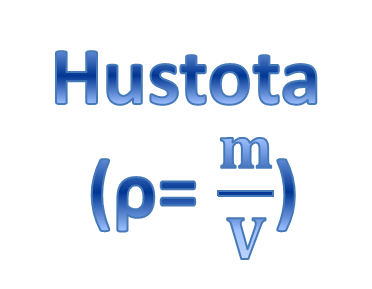 Hustota
(ρ= m/V)